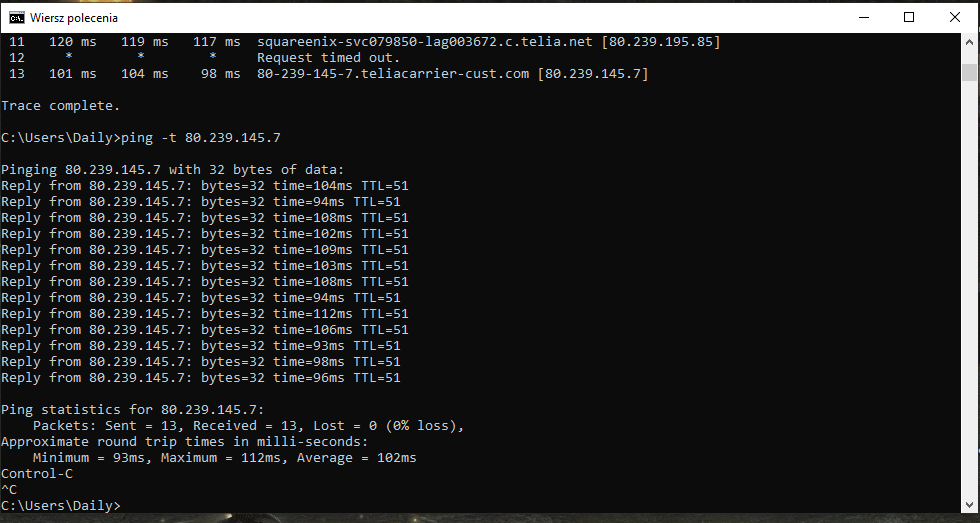 Wiersz polecenia
11   120 ms   119 ms   117 ms  squareenix-svc079850-lag003672.c.telia.net [80.239.195.85]
12     *        *        *     Request timed out.
13   101 ms   104 ms    98 ms  80-239-145-7.teliacarrier-cust.com [80.239.145.7]
Trace complete.
C:\Users\Daily>ping -t 80.239.145.7
Pinging 80.239.145.7 with 32 bytes of data:
Reply from 80.239.145.7: bytes=32 time=104ms TTL=51
Reply from 80.239.145.7: bytes=32 time=94ms TTL=51
Reply from 80.239.145.7: bytes=32 time=108ms TTL=51
Reply from 80.239.145.7: bytes=32 time=102ms TTL=51
Reply from 80.239.145.7: bytes=32 time=109ms TTL=51
Reply from 80.239.145.7: bytes=32 time=103ms TTL=51
Reply from 80.239.145.7: bytes=32 time=108ms TTL=51
Reply from 80.239.145.7: bytes=32 time=94ms TTL=51
Reply from 80.239.145.7: bytes=32 time=112ms TTL=51
Reply from 80.239.145.7: bytes=32 time=106ms TTL=51
Reply from 80.239.145.7: bytes=32 time=93ms TTL=51
Reply from 80.239.145.7: bytes=32 time=98ms TTL=51
Reply from 80.239.145.7: bytes=32 time=96ms TTL=51
Ping statistics for 80.239.145.7:
    Packets: Sent = 13, Received = 13, Lost = 0 (0% loss),
Approximate round trip times in milli-seconds:
    Minimum = 93ms, Maximum = 112ms, Average = 102ms
Control-C
^C
C:\Users\Daily>